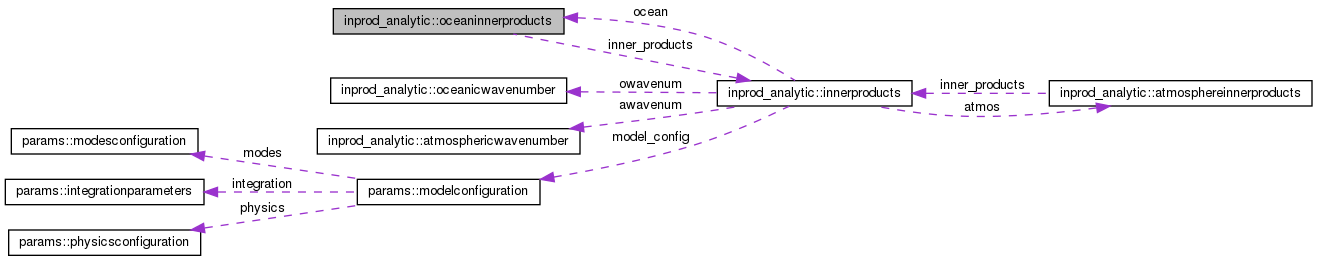 inprod_analytic::oceaninnerproducts
ocean
inner_products
inprod_analytic::oceanicwavenumber
owavenum
inprod_analytic::innerproducts
inner_products
atmos
inprod_analytic::atmosphereinnerproducts
awavenum
inprod_analytic::atmosphericwavenumber
model_config
params::modesconfiguration
modes
params::integrationparameters
integration
params::modelconfiguration
physics
params::physicsconfiguration